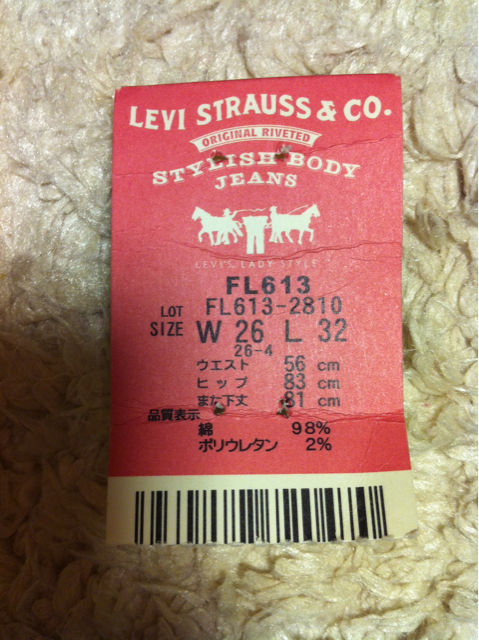 LEVI STRAUSS & CO.
ORIGINAL RIVETED
STYLISH BODY
JEANS
LEVI'S LADY STYLE
FL613
LOT FL613-2810
SIZE W 26 L 32
26-4
ウエスト 56 cm
ヒップ 83 cm
また下丈 81 cm
品質表示
綿 98%
ポリウレタン 2%